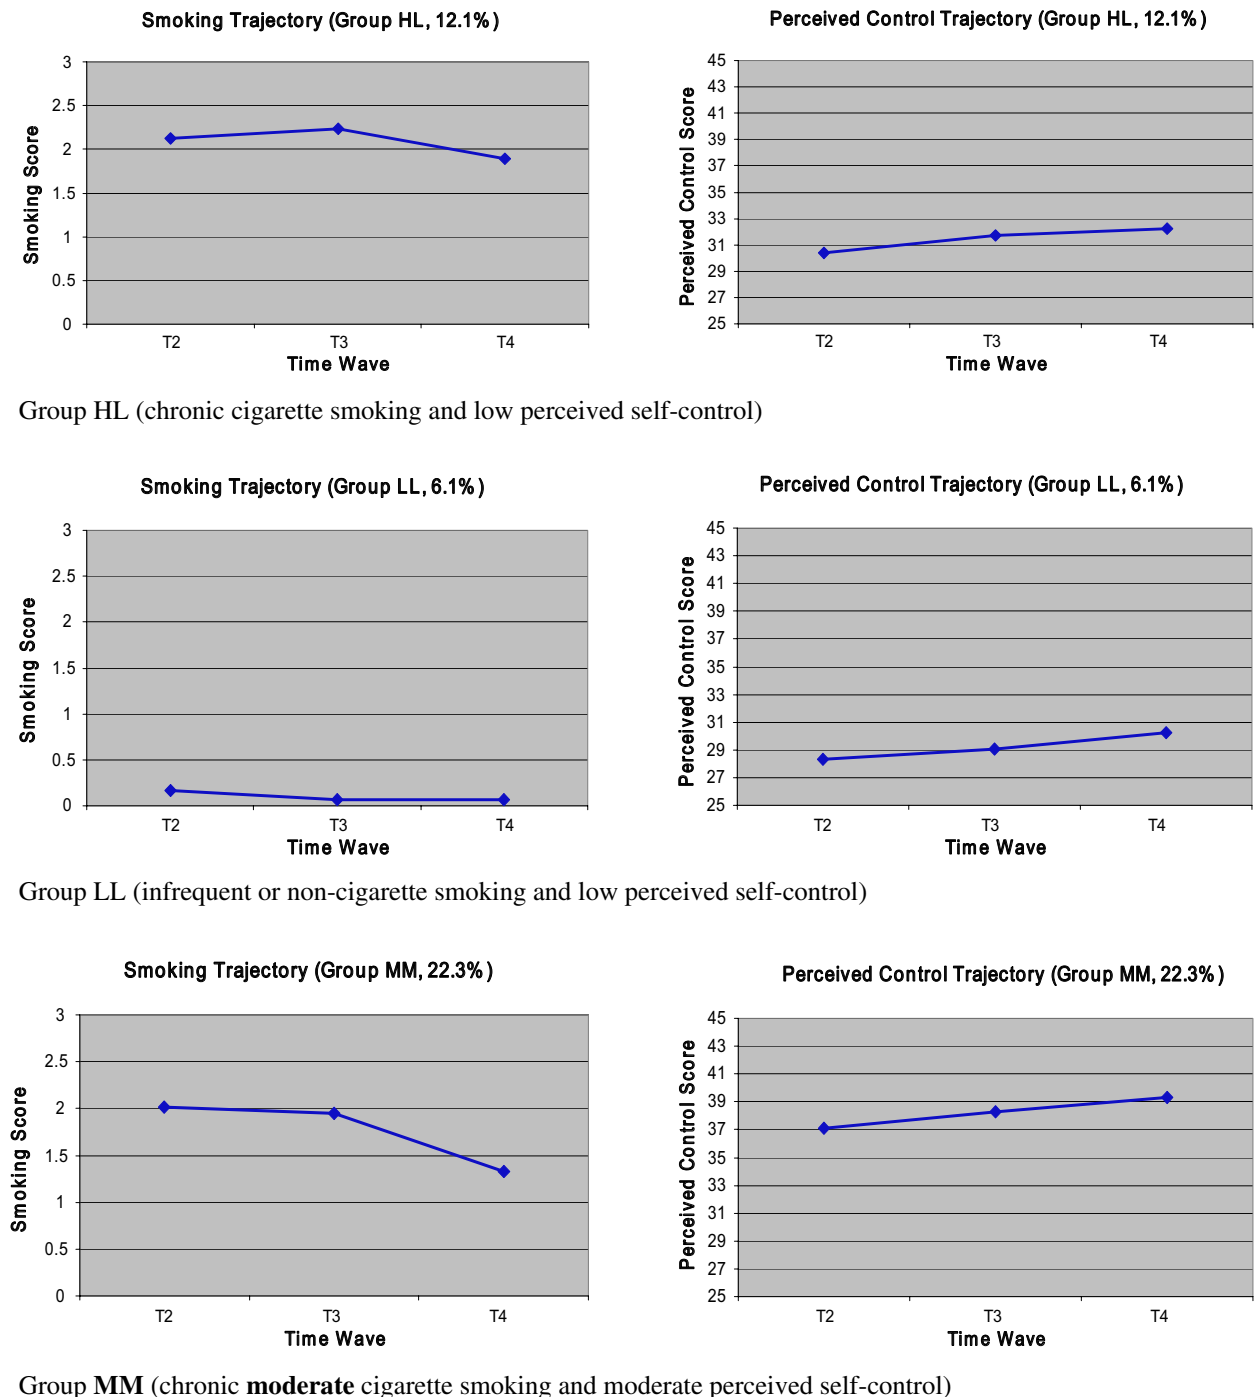 Smoking Trajectory (Group HL, 12.1%)
3
2.5
2
1.5
1
0.5
0
Smoking Score
T2 T3 T4
Time Wave
Perceived Control Trajectory (Group HL, 12.1%)
45
43
41
39
37
35
33
31
29
27
25
Perceived Control Score
T2 T3 T4
Time Wave
Group HL (chronic cigarette smoking and low perceived self-control)
Smoking Trajectory (Group LL, 6.1%)
3
2.5
2
1.5
1
0.5
0
Smoking Score
T2 T3 T4
Time Wave
Perceived Control Trajectory (Group LL, 6.1%)
45
43
41
39
37
35
33
31
29
27
25
Perceived Control Score
T2 T3 T4
Time Wave
Group LL (infrequent or non-cigarette smoking and low perceived self-control)
Smoking Trajectory (Group MM, 22.3%)
3
2.5
2
1.5
1
0.5
0
Smoking Score
T2 T3 T4
Time Wave
Perceived Control Trajectory (Group MM, 22.3%)
45
43
41
39
37
35
33
31
29
27
25
Perceived Control Score
T2 T3 T4
Time Wave
Group MM (chronic moderate cigarette smoking and moderate perceived self-control)